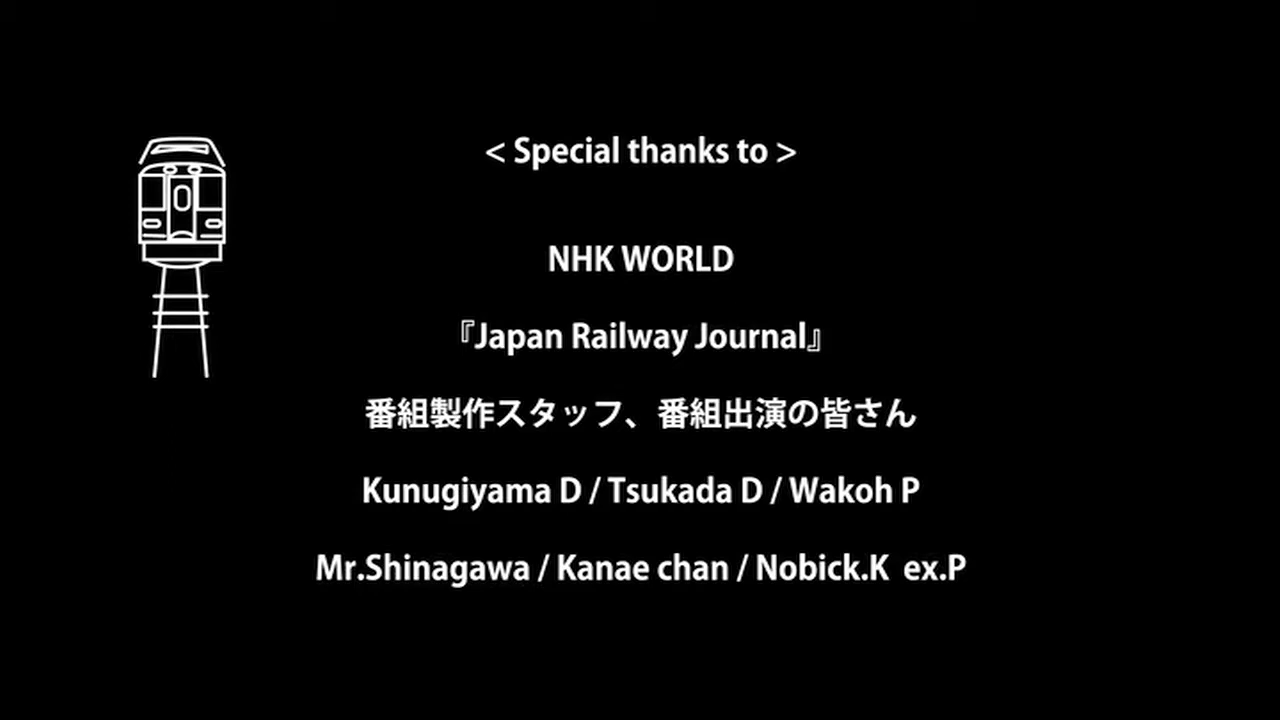 < Special thanks to >
NHK WORLD
『Japan Railway Journal』
番組製作スタッフ、番組出演の皆さん
Kunugiyama D / Tsukada D / Wakoh P
Mr.Shinagawa / Kanae chan / Nobick.K ex.P